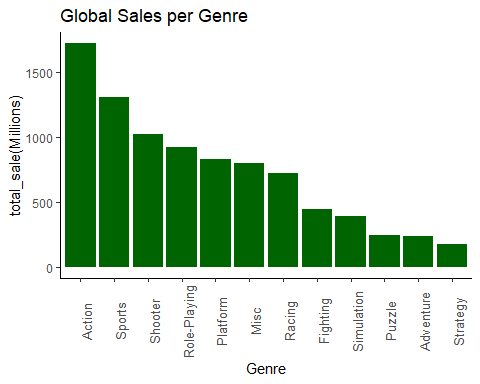 Global Sales per Genre
total_sale(Millions)
1500
1000
500
0
Action
Sports
Shooter
Role-Playing
Platform
Misc
Racing
Fighting
Simulation
Puzzle
Adventure
Strategy
Genre